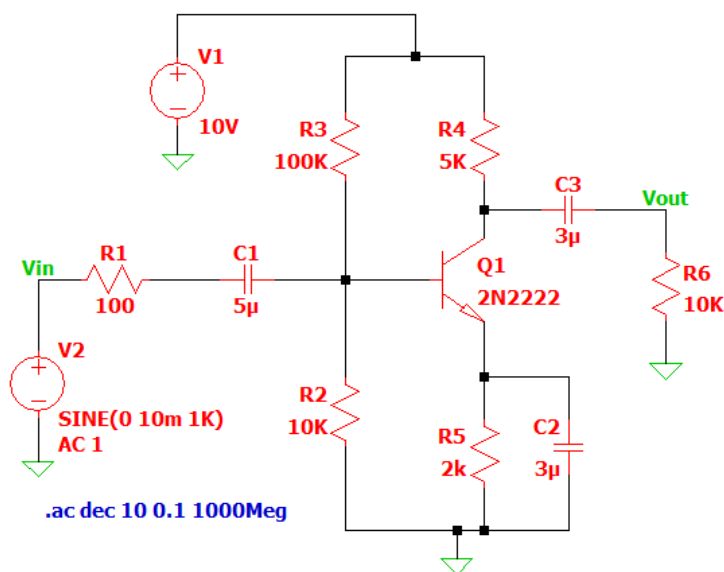 V1
10V
R3
100K
R4
5K
C3
3µ
Vout
R6
10K
Vin
R1
100
C1
5µ
Q1
2N2222
V2
SINE(0 10m 1K)
AC 1
R2
10K
R5
2k
C2
3µ
.ac dec 10 0.1 1000Meg